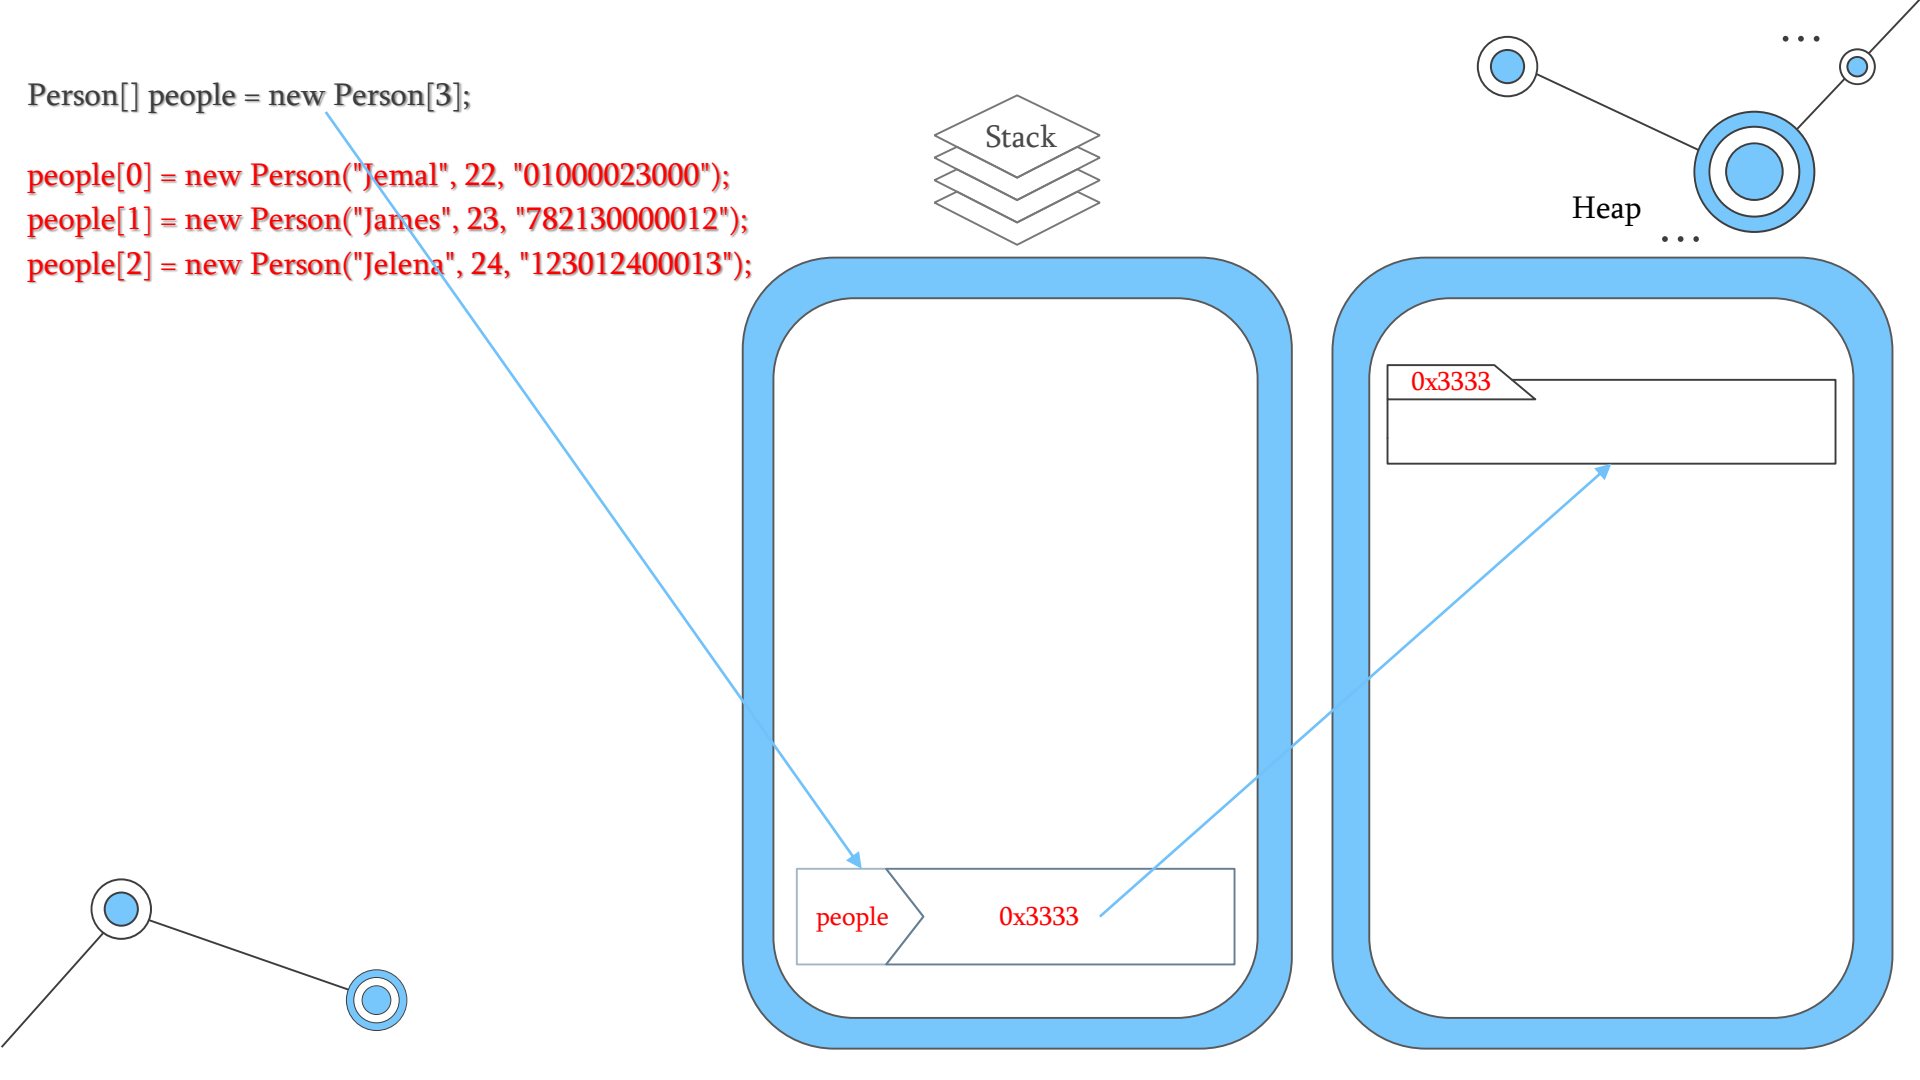 Person[] people = new Person[3];
people[0] = new Person("Jemal", 22, "01000023000");
people[1] = new Person("James", 23, "782130000012");
people[2] = new Person("Jelena", 24, "123012400013");
Stack
...
Heap
...
0x3333
people
0x3333